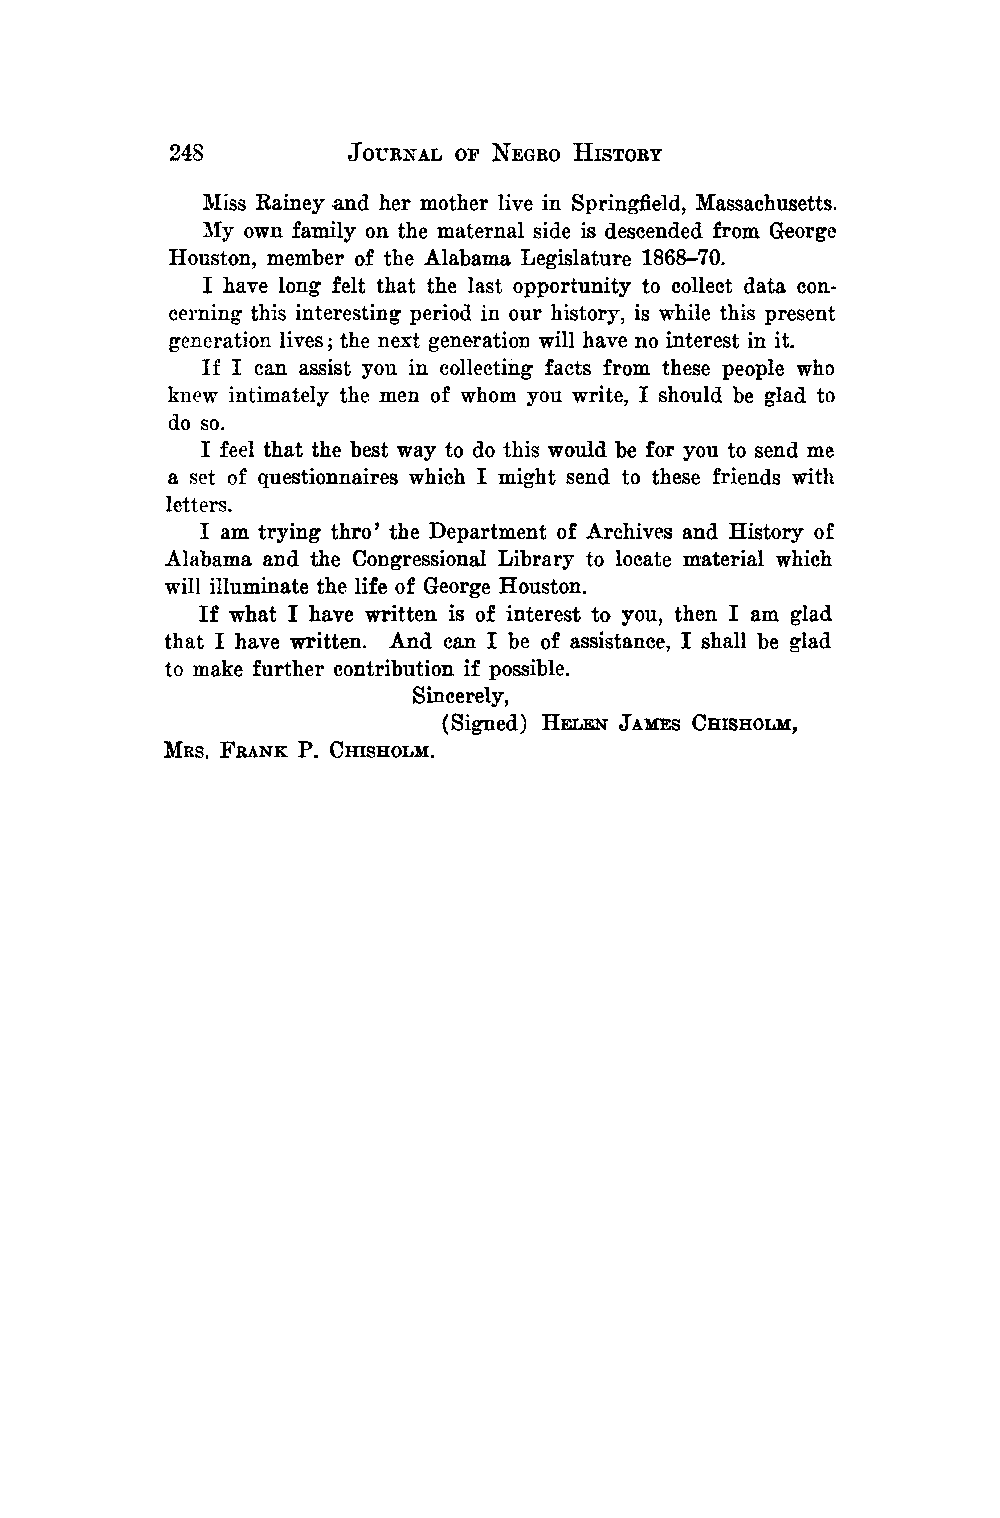 248 JOURNAL OF NEGRO HISTORY
Miss Rainey and her mother live in Springfield, Massachusetts.
My own family on the maternal side is descended from George
Houston, member of the Alabama Legislature 1868–70.
I have long felt that the last opportunity to collect data con-
cerning this interesting period in our history, is while this present
generation lives; the next generation will have no interest in it.
If I can assist you in collecting facts from these people who
knew intimately the men of whom you write, I should be glad to
do so.
I feel that the best way to do this would be for you to send me
a set of questionnaires which I might send to these friends with
letters.
I am trying thro' the Department of Archives and History of
Alabama and the Congressional Library to locate material which
will illuminate the life of George Houston.
If what I have written is of interest to you, then I am glad
that I have written. And can I be of assistance, I shall be glad
to make further contribution if possible.
Sincerely,
(Signed) HELEN JAMES CHISHOLM,
MRS. FRANK P. CHISHOLM.